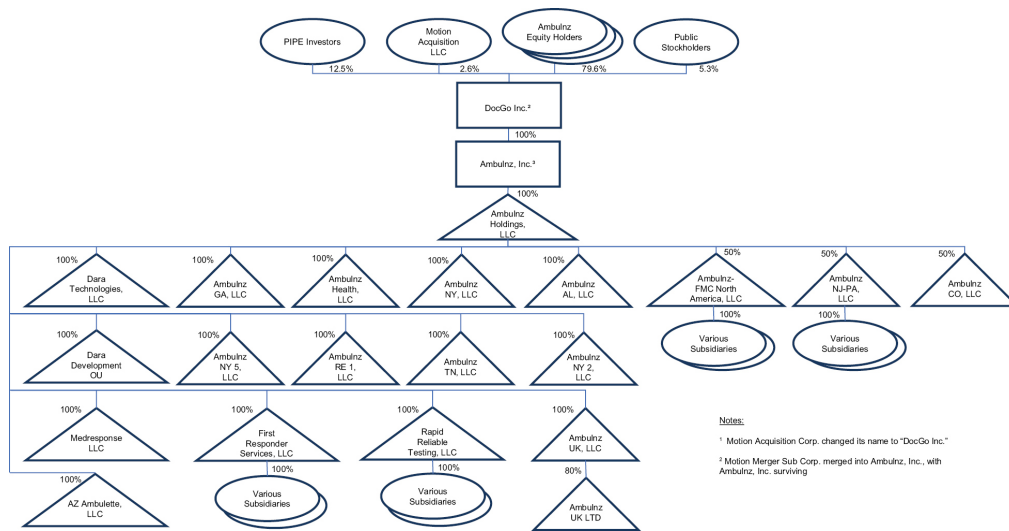 PIPE Investors
Motion
Acquisition
LLC
Ambulnz
Equity Holders
Public
Stockholders
12.5%
2.6%
79.6%
5.3%
DocGo Inc.²
100%
Ambulnz, Inc.³
100%
Ambulnz
Holdings,
LLC
100%
Dara
Technologies,
LLC
100%
Ambulnz
GA, LLC
100%
Ambulnz
Health,
LLC
100%
Ambulnz
NY, LLC
100%
Ambulnz
AL, LLC
50%
Ambulnz-
FMC North
America, LLC
50%
Ambulnz
NJ-PA,
LLC
50%
Ambulnz
CO, LLC
100%
Various
Subsidiaries
100%
Various
Subsidiaries
100%
Dara
Development
OU
100%
Ambulnz
NY 5,
LLC
100%
Ambulnz
RE 1,
LLC
100%
Ambulnz
TN, LLC
100%
Ambulnz
NY 2,
LLC
100%
Medresponse
LLC
100%
First
Responder
Services, LLC
100%
Rapid
Reliable
Testing, LLC
100%
Ambulnz
UK, LLC
100%
AZ Ambulette,
LLC
100%
Various
Subsidiaries
100%
Various
Subsidiaries
80%
Ambulnz
UK LTD
Notes:
¹ Motion Acquisition Corp. changed its name to “DocGo Inc.”
² Motion Merger Sub Corp. merged into Ambulnz, Inc., with
Ambulnz, Inc. surviving